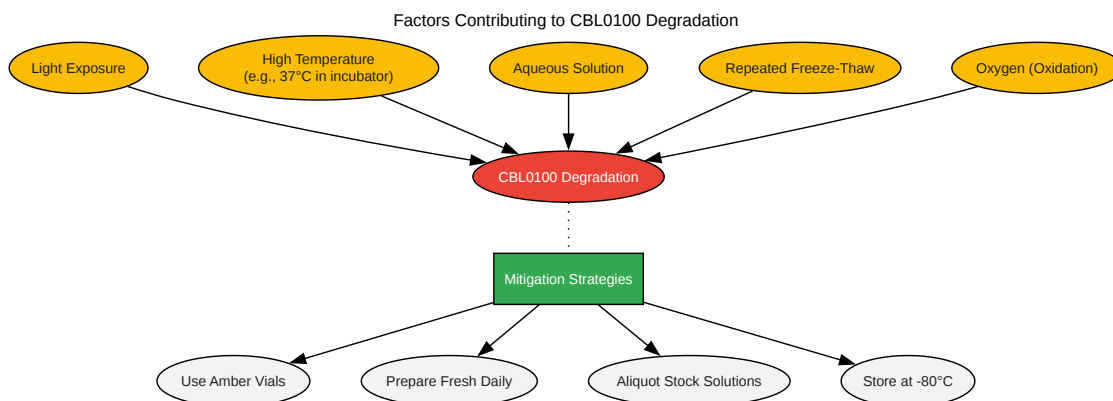 Factors Contributing to CBL0100 Degradation
Light Exposure
High Temperature
(e.g., 37°C in incubator)
Aqueous Solution
Repeated Freeze-Thaw
Oxygen (Oxidation)
CBL0100 Degradation
Mitigation Strategies
Use Amber Vials
Prepare Fresh Daily
Aliquot Stock Solutions
Store at -80°C